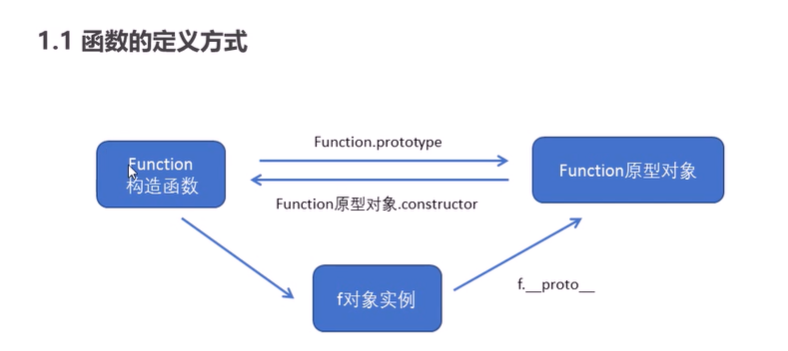 1.1 函数的定义方式
Function.prototype
Function
构造函数
Function原型对象
Function原型对象.constructor
f对象实例
f.__proto__